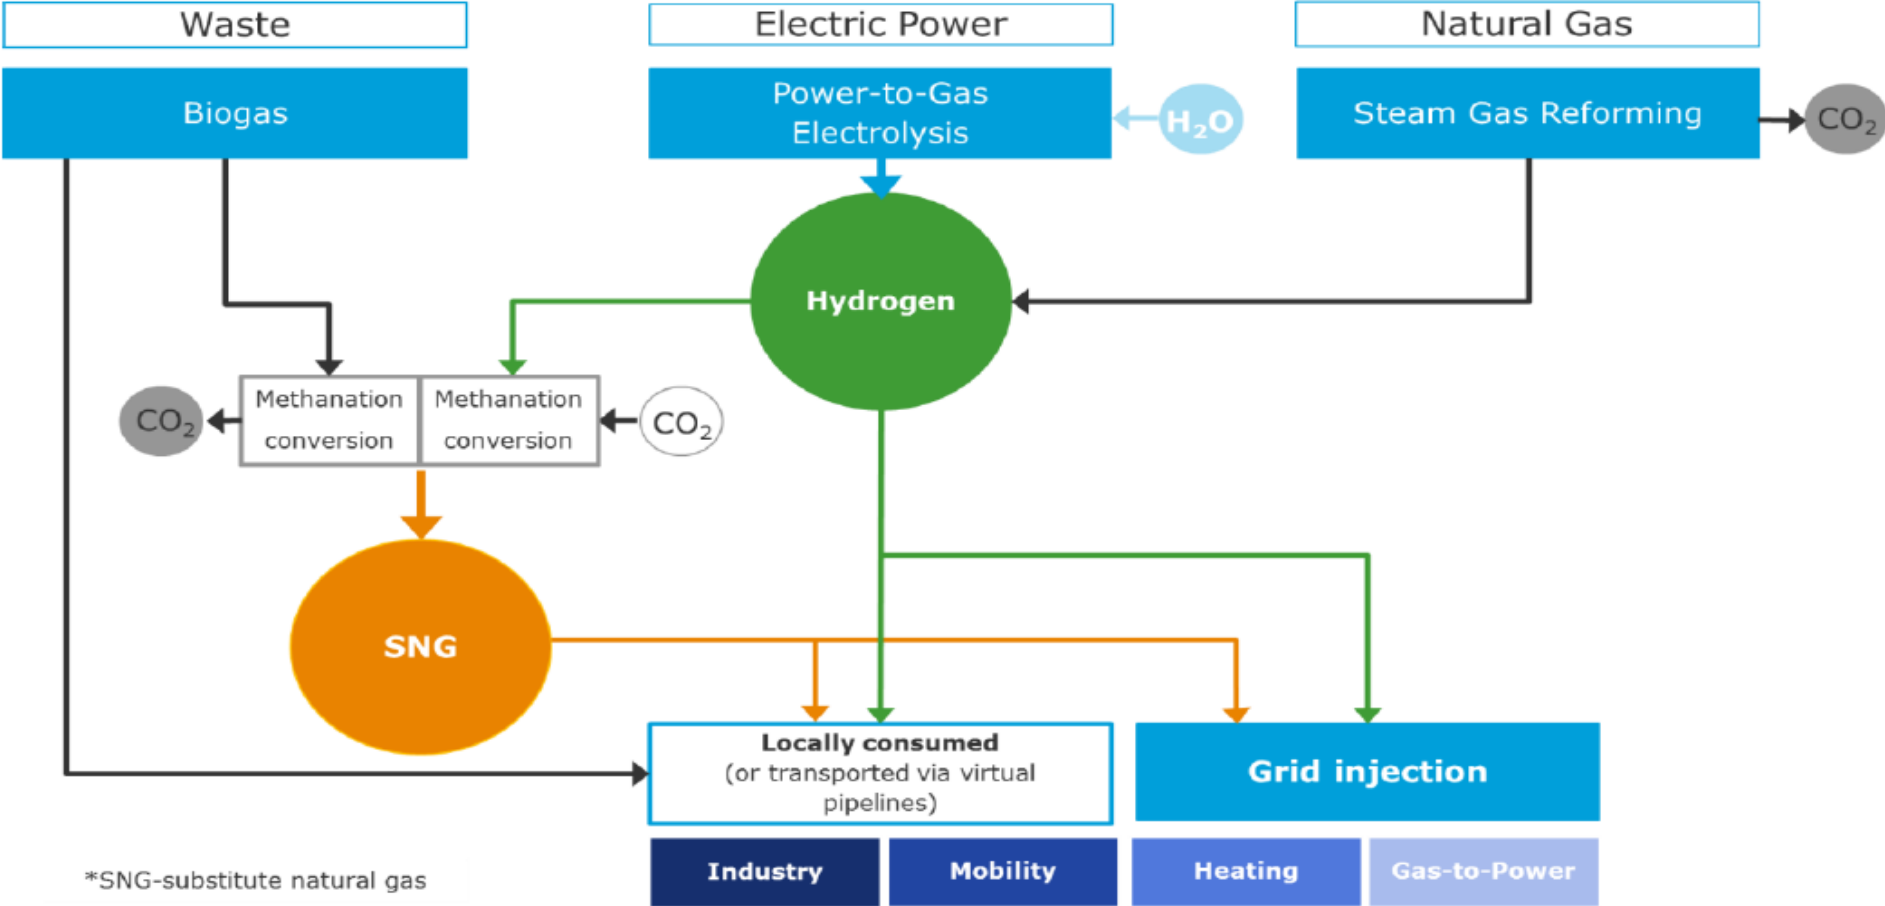 Waste
Electric Power
Natural Gas
Biogas
Power-to-Gas
Electrolysis
H₂O
Steam Gas Reforming
CO₂
Hydrogen
CO₂
Methanation
conversion
Methanation
conversion
CO₂
SNG
Locally consumed
(or transported via virtual
pipelines)
Grid injection
Industry
Mobility
Heating
Gas-to-Power
*SNG-substitute natural gas